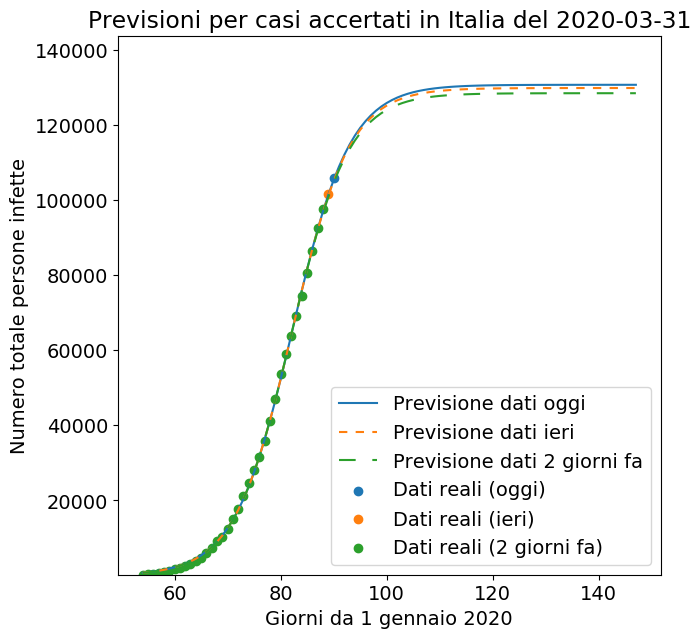 Previsioni per casi accertati in Italia del 2020-03-31
140000
120000
100000
80000
60000
40000
20000
Numero totale persone infette
60 80 100 120 140
Giorni da 1 gennaio 2020
Previsione dati oggi
Previsione dati ieri
Previsione dati 2 giorni fa
Dati reali (oggi)
Dati reali (ieri)
Dati reali (2 giorni fa)